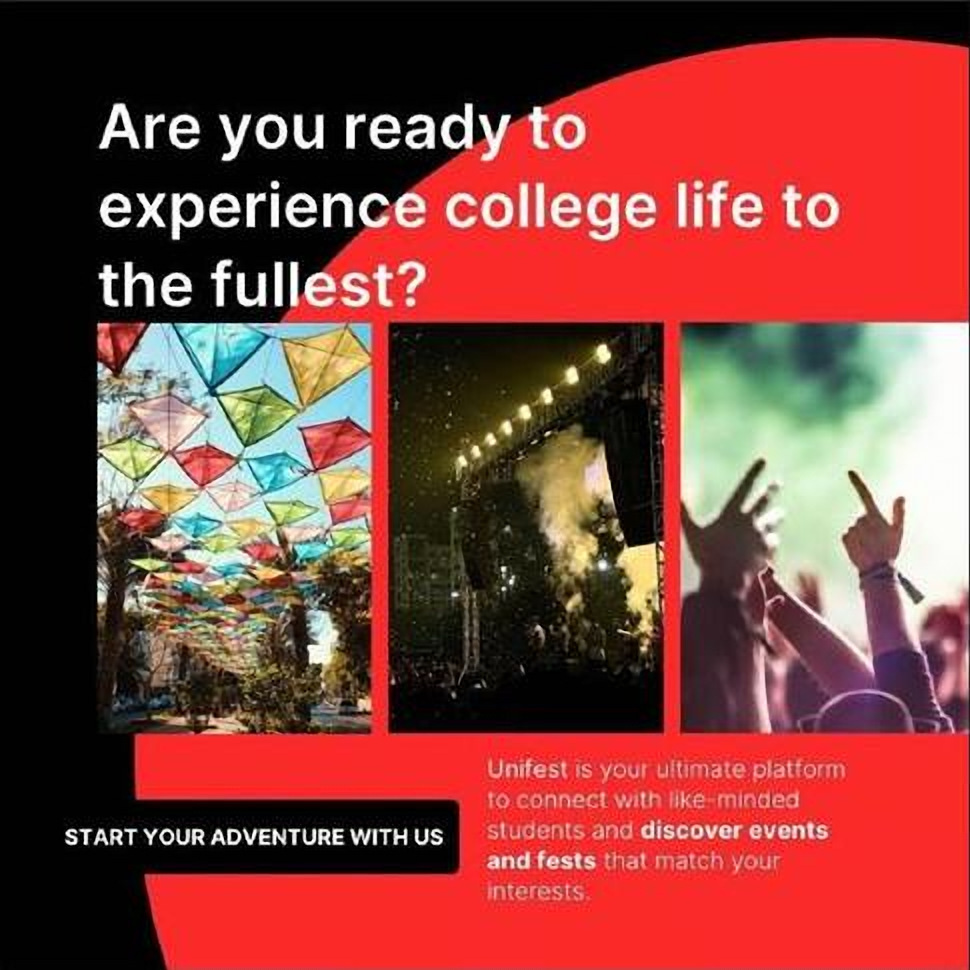 Are you ready to
experience college life to
the fullest?
START YOUR ADVENTURE WITH US
Unifest is your ultimate platform
to connect with like-minded
students and discover events
and fests that match your
interests.